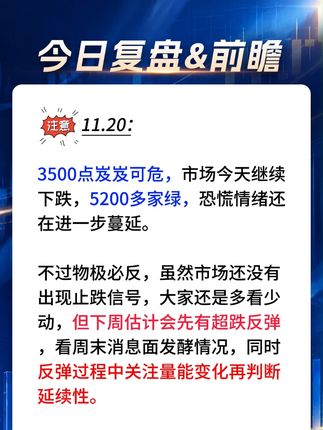 今日复盘&前瞻
注意 11.20：
3500点岌岌可危，市场今天继续
下跌，5200多家绿，恐慌情绪还
在进一步蔓延。
不过物极必反，虽然市场还没有
出现止跌信号，大家还是多看少
动，但下周估计会先有超跌反弹
，看周末消息面发酵情况，同时
反弹过程中关注量能变化再判断
延续性。